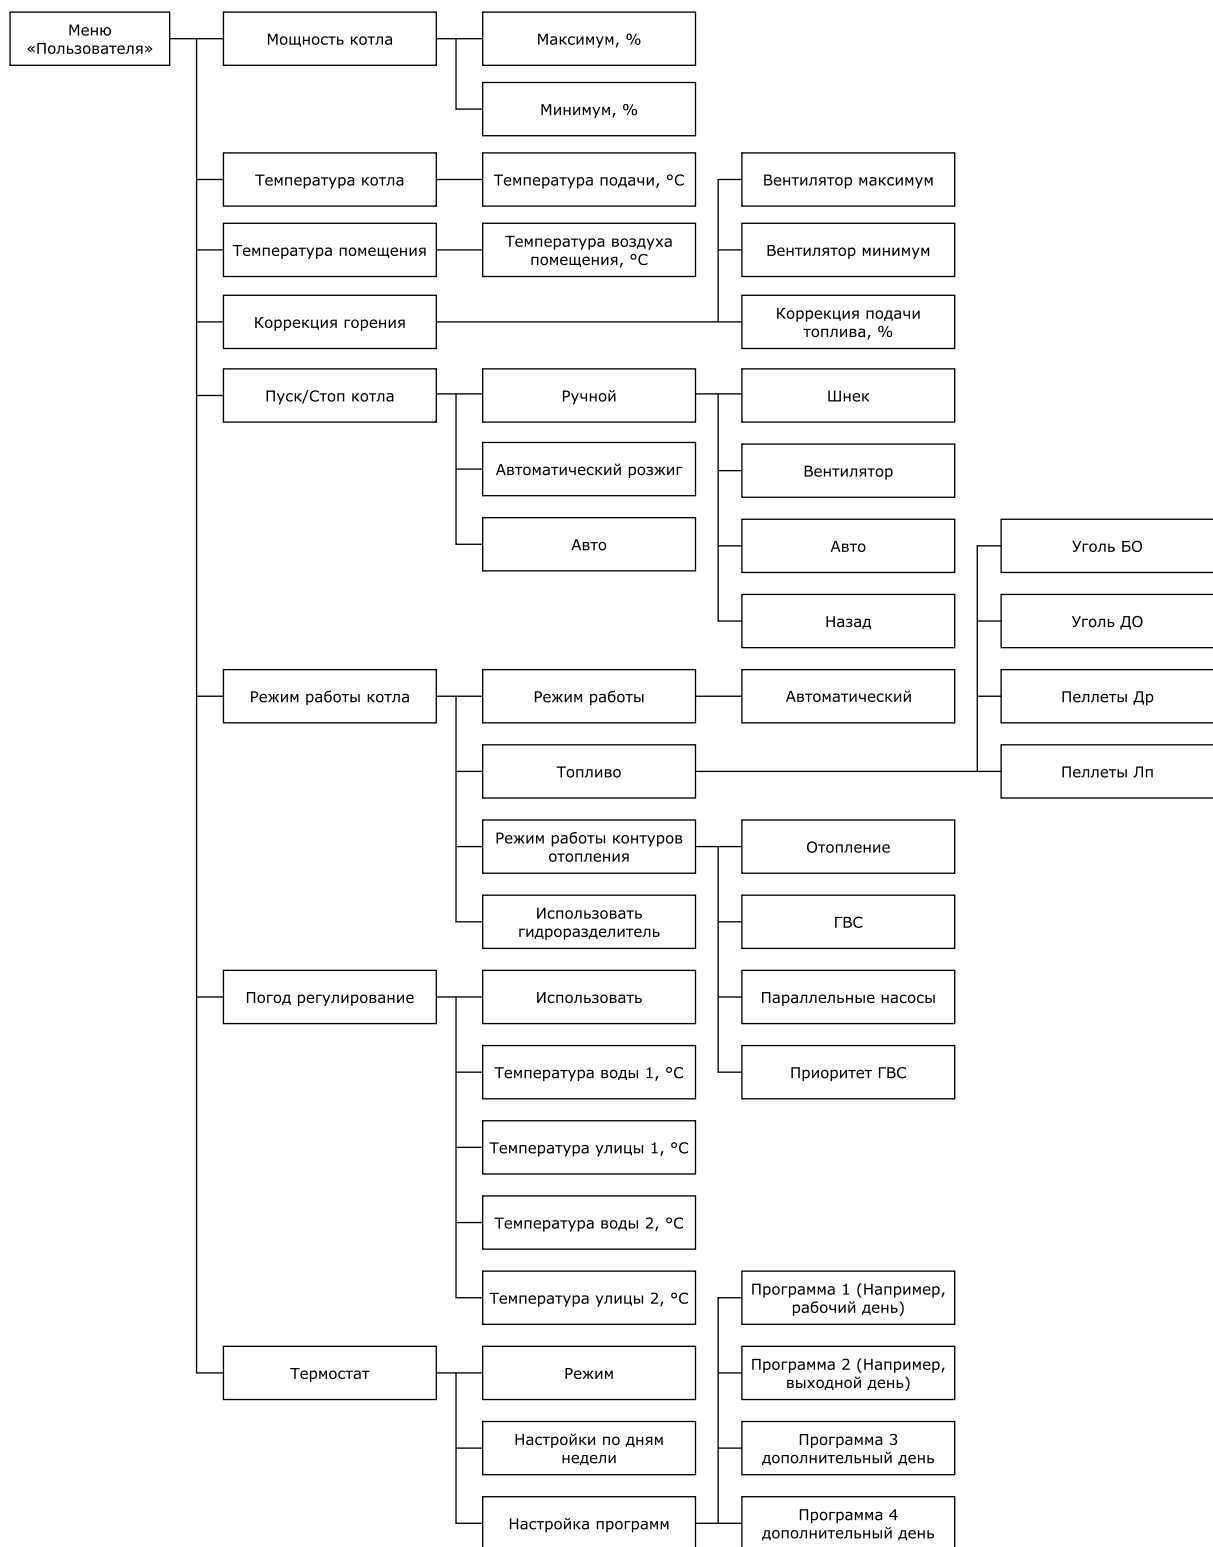 Меню
«Пользователя»
Мощность котла
Максимум, %
Минимум, %
Температура котла
Температура подачи, °С
Вентилятор максимум
Температура помещения
Температура воздуха
помещения, °С
Вентилятор минимум
Коррекция горения
Коррекция подачи
топлива, %
Пуск/Стоп котла
Ручной
Шнек
Автоматический розжиг
Вентилятор
Авто
Авто
Уголь БО
Назад
Уголь ДО
Режим работы котла
Режим работы
Автоматический
Пеллеты Др
Топливо
Пеллеты Лп
Режим работы контуров
отопления
Отопление
Использовать
гидроразделитель
ГВС
Погод регулирование
Использовать
Параллельные насосы
Температура воды 1, °С
Приоритет ГВС
Температура улицы 1, °С
Температура воды 2, °С
Температура улицы 2, °С
Программа 1 (Например,
рабочий день)
Термостат
Режим
Программа 2 (Например,
выходной день)
Настройки по дням
недели
Программа 3
дополнительный день
Настройка программ
Программа 4
дополнительный день